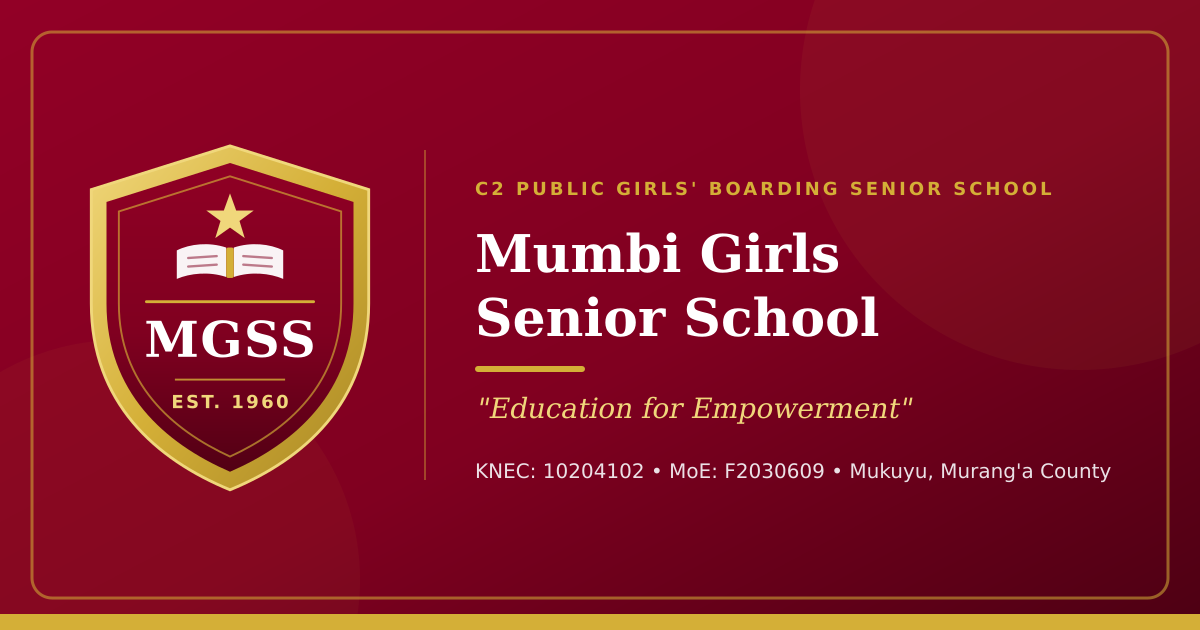 MGSS
EST. 1960
C2 PUBLIC GIRLS' BOARDING SENIOR SCHOOL
Mumbi Girls
Senior School
"Education for Empowerment"
KNEC: 10204102 • MoE: F2030609 • Mukuyu, Murang'a County